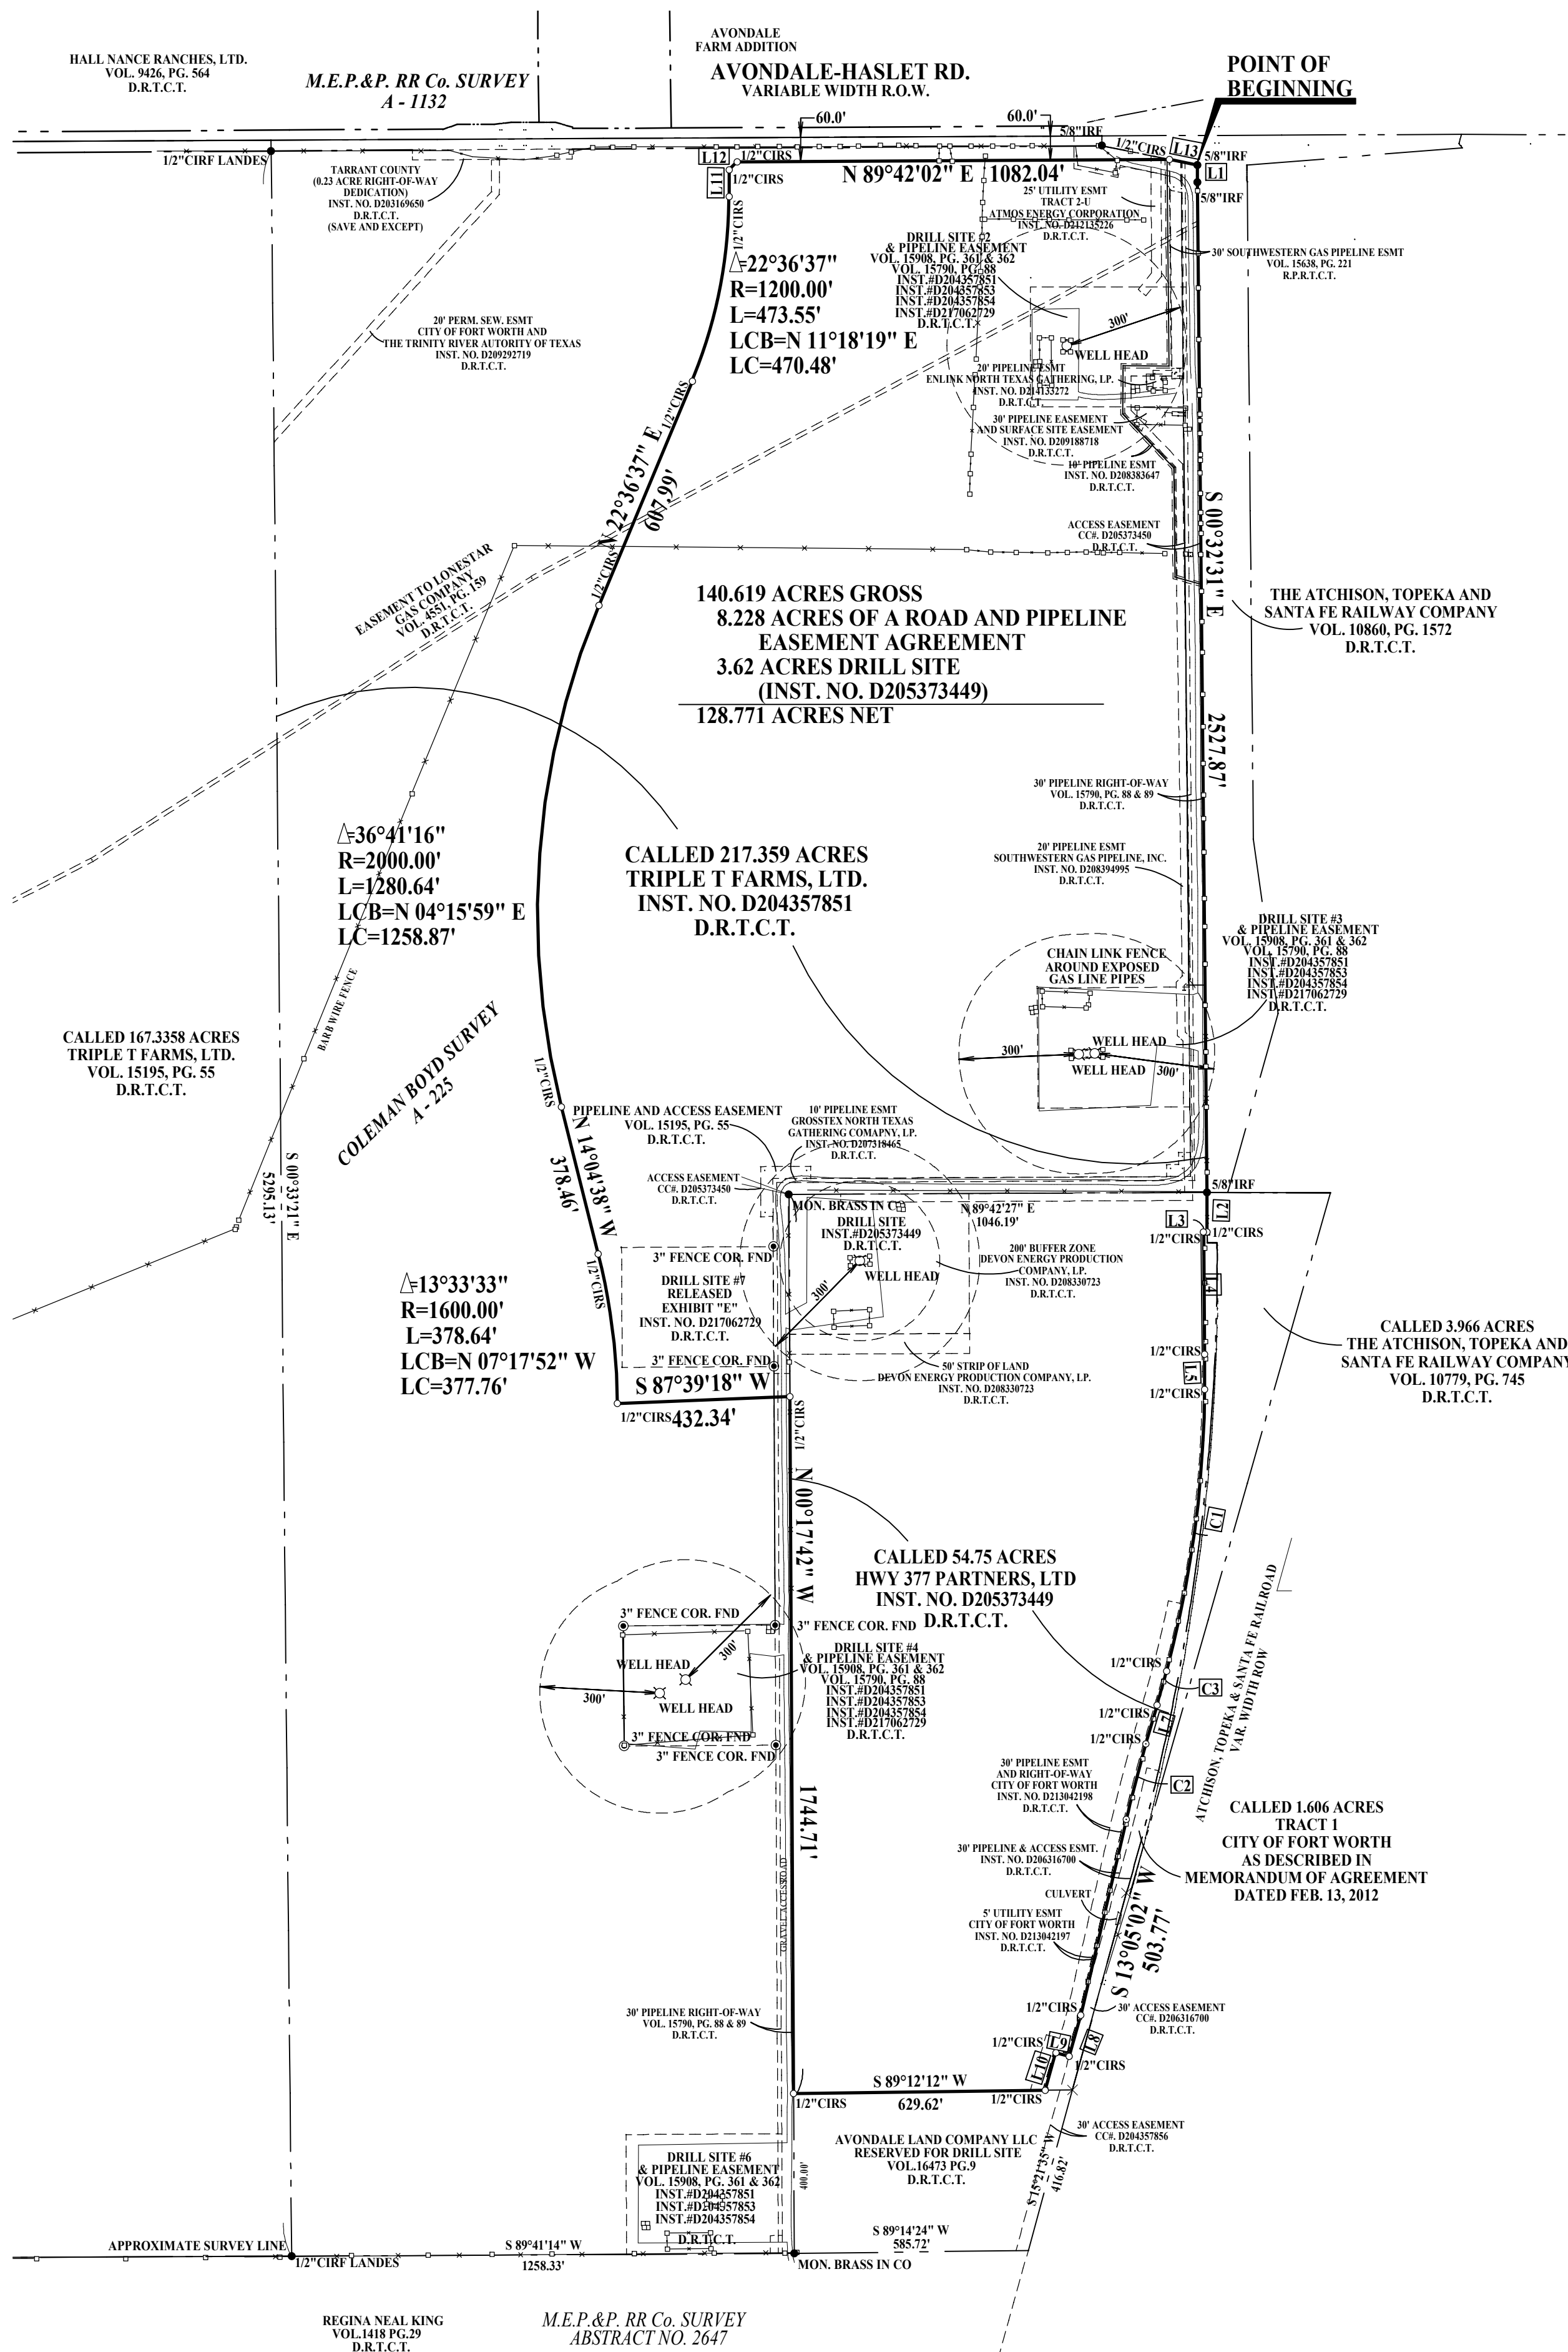 HALL NANCE RANCHES, LTD.
VOL. 9426, PG. 564
D.R.T.C.T.
M.E.P.&P. RR Co. SURVEY
A - 1132
AVONDALE
FARM ADDITION
AVONDALE-HASLET RD.
VARIABLE WIDTH R.O.W.
POINT OF
BEGINNING
60.0'
60.0'
5/8"IRF
1/2"CIRS
L13
5/8"IRF
L1
5/8"IRF
1/2"CIRF LANDES
L12
1/2"CIRS
L11
1/2"CIRS
1/2"CIRS
N 89°42'02" E 1082.04'
TARRANT COUNTY
(0.23 ACRE RIGHT-OF-WAY
DEDICATION)
INST. NO. D203169650
D.R.T.C.T.
(SAVE AND EXCEPT)
25' UTILITY ESMT
TRACT 2-U
ATMOS ENERGY CORPORATION
INST. NO. D212135226
D.R.T.C.T.
30' SOUTHWESTERN GAS PIPELINE ESMT
VOL. 15638, PG. 221
R.P.R.T.C.T.
DRILL SITE #2
& PIPELINE EASEMENT
VOL. 15908, PG. 361 & 362
VOL. 15790, PG. 88
INST.#D204357851
INST.#D204357853
INST.#D204357854
INST.#D217062729
D.R.T.C.T.
△=22°36'37"
R=1200.00'
L=473.55'
LCB=N 11°18'19" E
LC=470.48'
300'
WELL HEAD
20' PERM. SEW. ESMT
CITY OF FORT WORTH AND
THE TRINITY RIVER AUTORITY OF TEXAS
INST. NO. D209292719
D.R.T.C.T.
20' PIPELINE ESMT
ENLINK NORTH TEXAS GATHERING, LP.
INST. NO. D214133272
D.R.T.C.T.
30' PIPELINE EASEMENT
AND SURFACE SITE EASEMENT
INST. NO. D209188718
D.R.T.C.T.
10' PIPELINE ESMT
INST. NO. D208383647
D.R.T.C.T.
1/2"CIRS
N 22°36'37" E
607.99'
1/2"CIRS
S 00°32'31" E
2527.87'
ACCESS EASEMENT
CC#. D205373450
D.R.T.C.T.
EASEMENT TO LONESTAR
GAS COMPANY
VOL. 4551, PG. 159
D.R.T.C.T.
140.619 ACRES GROSS
8.228 ACRES OF A ROAD AND PIPELINE
EASEMENT AGREEMENT
3.62 ACRES DRILL SITE
(INST. NO. D205373449)
128.771 ACRES NET
THE ATCHISON, TOPEKA AND
SANTA FE RAILWAY COMPANY
VOL. 10860, PG. 1572
D.R.T.C.T.
30' PIPELINE RIGHT-OF-WAY
VOL. 15790, PG. 88 & 89
D.R.T.C.T.
△=36°41'16"
R=2000.00'
L=1280.64'
LCB=N 04°15'59" E
LC=1258.87'
CALLED 217.359 ACRES
TRIPLE T FARMS, LTD.
INST. NO. D204357851
D.R.T.C.T.
20' PIPELINE ESMT
SOUTHWESTERN GAS PIPELINE, INC.
INST. NO. D208394995
D.R.T.C.T.
DRILL SITE #3
& PIPELINE EASEMENT
VOL. 15908, PG. 361 & 362
VOL. 15790, PG. 88
INST.#D204357851
INST.#D204357853
INST.#D204357854
INST.#D217062729
D.R.T.C.T.
CHAIN LINK FENCE
AROUND EXPOSED
GAS LINE PIPES
BARB WIRE FENCE
CALLED 167.3358 ACRES
TRIPLE T FARMS, LTD.
VOL. 15195, PG. 55
D.R.T.C.T.
COLEMAN BOYD SURVEY
A - 225
WELL HEAD
300'
WELL HEAD
300'
1/2"CIRS
PIPELINE AND ACCESS EASEMENT
VOL. 15195, PG. 55
D.R.T.C.T.
10' PIPELINE ESMT
GROSSTEX NORTH TEXAS
GATHERING COMAPNY, LP.
INST. NO. D207318465
D.R.T.C.T.
S 00°33'21" E
5295.13'
N 14°04'38" W
378.46'
ACCESS EASEMENT
CC#. D205373450
D.R.T.C.T.
5/8"IRF
MON. BRASS IN CO
N 89°42'27" E
1046.19'
L2
L3
1/2"CIRS
1/2"CIRS
DRILL SITE
INST.#D205373449
D.R.T.C.T.
WELL HEAD
300'
3" FENCE COR. FND
1/2"CIRS
200' BUFFER ZONE
DEVON ENERGY PRODUCTION
COMPANY, LP.
INST. NO. D208330723
D.R.T.C.T.
L4
DRILL SITE #7
RELEASED
EXHIBIT "E"
INST. NO. D217062729
D.R.T.C.T.
△=13°33'33"
R=1600.00'
L=378.64'
LCB=N 07°17'52" W
LC=377.76'
3" FENCE COR. FND
S 87°39'18" W
1/2"CIRS
432.34'
1/2"CIRS
50' STRIP OF LAND
DEVON ENERGY PRODUCTION COMPANY, LP.
INST. NO. D208330723
D.R.T.C.T.
1/2"CIRS
L5
1/2"CIRS
CALLED 3.966 ACRES
THE ATCHISON, TOPEKA AND
SANTA FE RAILWAY COMPANY
VOL. 10779, PG. 745
D.R.T.C.T.
N 00°17'42" W
1744.71'
C1
CALLED 54.75 ACRES
HWY 377 PARTNERS, LTD
INST. NO. D205373449
D.R.T.C.T.
3" FENCE COR. FND
3" FENCE COR. FND
300'
WELL HEAD
300'
WELL HEAD
DRILL SITE #4
& PIPELINE EASEMENT
VOL. 15908, PG. 361 & 362
VOL. 15790, PG. 88
INST.#D204357851
INST.#D204357853
INST.#D204357854
INST.#D217062729
D.R.T.C.T.
3" FENCE COR. FND
3" FENCE COR. FND
ATCHISON, TOPEKA & SANTA FE RAILROAD
VAR. WIDTH ROW
1/2"CIRS
C3
1/2"CIRS
L7
1/2"CIRS
C2
30' PIPELINE ESMT
AND RIGHT-OF-WAY
CITY OF FORT WORTH
INST. NO. D213042198
D.R.T.C.T.
CALLED 1.606 ACRES
TRACT 1
CITY OF FORT WORTH
AS DESCRIBED IN
MEMORANDUM OF AGREEMENT
DATED FEB. 13, 2012
30' PIPELINE & ACCESS ESMT.
INST. NO. D206316700
D.R.T.C.T.
CULVERT
5' UTILITY ESMT
CITY OF FORT WORTH
INST. NO. D213042197
D.R.T.C.T.
S 13°05'02" W
503.77'
GRAVEL ACCESS ROAD
30' PIPELINE RIGHT-OF-WAY
VOL. 15790, PG. 88 & 89
D.R.T.C.T.
1/2"CIRS
30' ACCESS EASEMENT
CC#. D206316700
D.R.T.C.T.
1/2"CIRS
L9
L8
1/2"CIRS
L10
S 89°12'12" W
629.62'
1/2"CIRS
1/2"CIRS
30' ACCESS EASEMENT
CC#. D204357856
D.R.T.C.T.
AVONDALE LAND COMPANY LLC
RESERVED FOR DRILL SITE
VOL.16473 PG.9
D.R.T.C.T.
S 15°21'35" W
416.82'
400.00'
DRILL SITE #6
& PIPELINE EASEMENT
VOL. 15908, PG. 361 & 362
INST.#D204357851
INST.#D204357853
INST.#D204357854
D.R.T.C.T.
APPROXIMATE SURVEY LINE
1/2"CIRF LANDES
S 89°41'14" W
1258.33'
S 89°14'24" W
585.72'
MON. BRASS IN CO
REGINA NEAL KING
VOL.1418 PG.29
D.R.T.C.T.
M.E.P.&P. RR Co. SURVEY
ABSTRACT NO. 2647